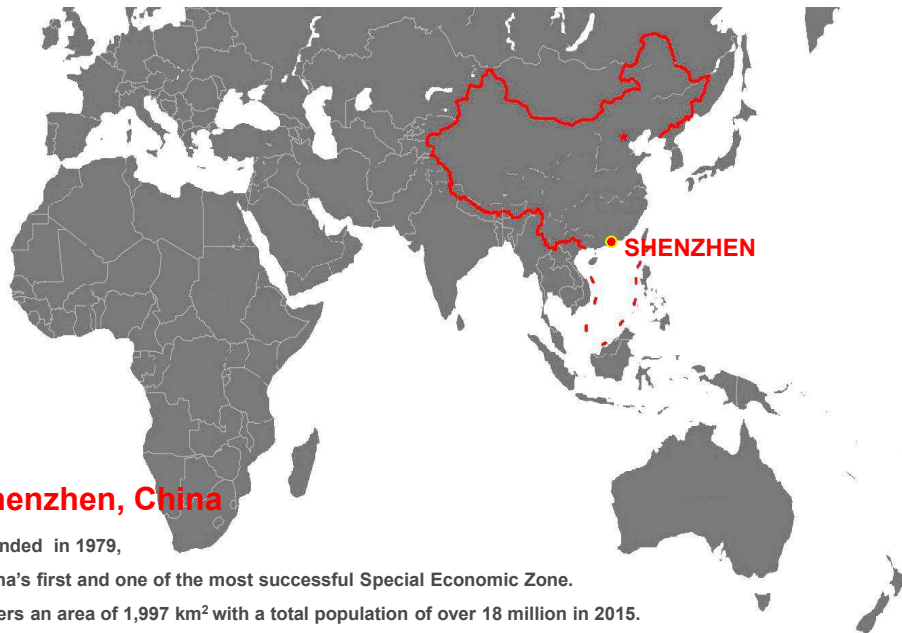 SHENZHEN
henzhen, China
nded in 1979,
na's first and one of the most successful Special Economic Zone.
ers an area of 1,997 km² with a total population of over 18 million in 2015.